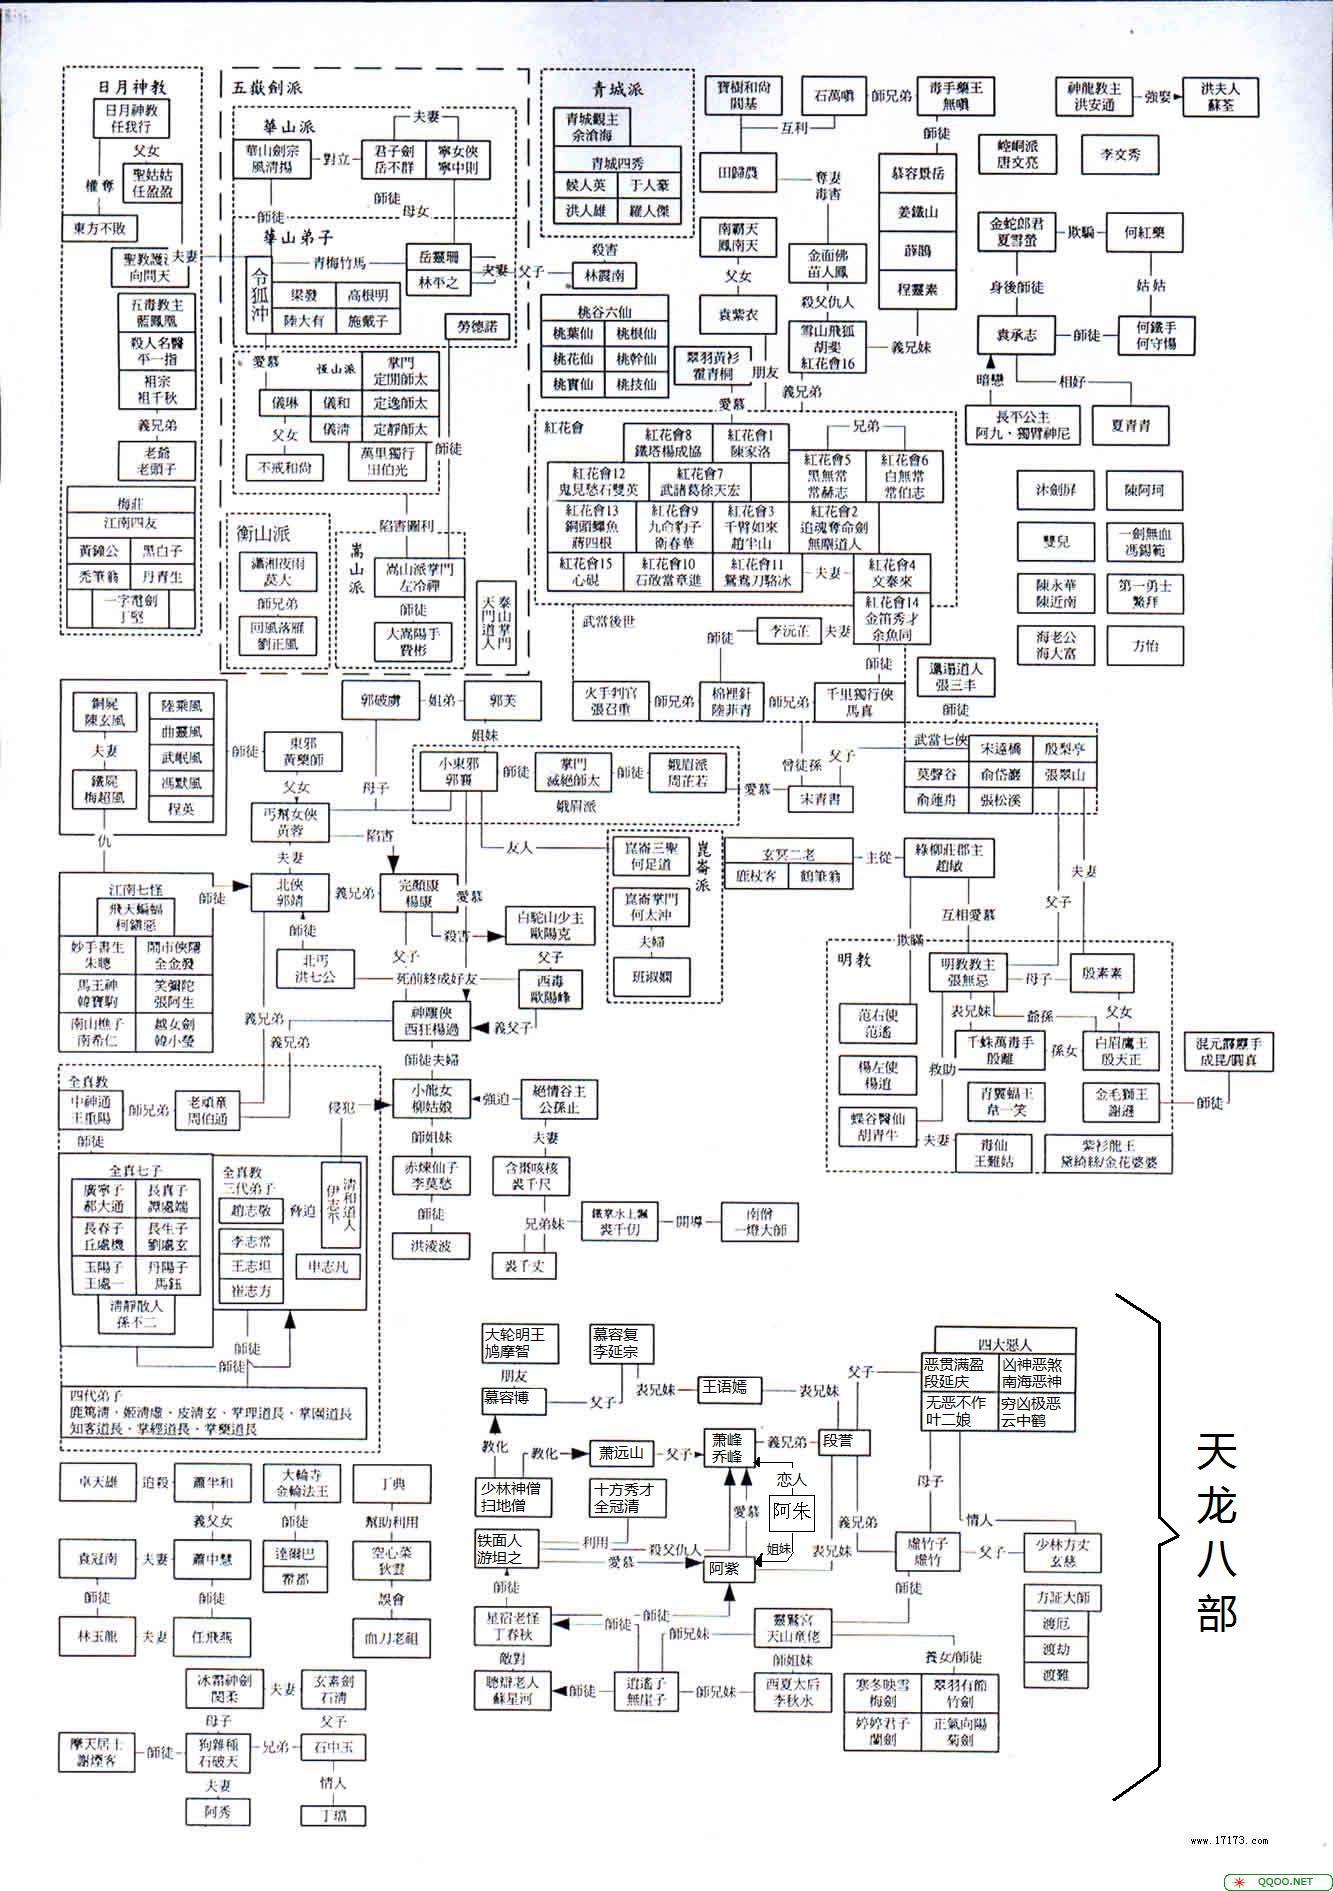 日月神教
日月神教
任我行
父女
權奪
聖姑姑
任盈盈
東方不敗
向問天
夫妻
五毒教主
藍鳳凰
殺人名醫
平一指
祖宗
祖千秋
義兄弟
老爺
老頭子
梅莊
江南四友
黃鐘公
黑白子
禿筆翁
丹青生
一字電劍
丁堅
五嶽劍派
華山派
夫妻
華山劍宗
風清揚
對立
君子劍
岳不群
寧女俠
寧中則
師徒
師徒
母女
華山弟子
令狐沖
青梅竹馬
岳靈珊
林平之
夫妻
父子
梁發
高根明
陸大有
施戴子
勞德諾
愛慕
恆山派
掌門
定閒師太
儀琳
儀和
定逸師太
儀清
定靜師太
父女
不戒和尚
萬里獨行
田伯光
師徒
陷害圖利
衡山派
瀟湘夜雨
莫大
師兄弟
回風落雁
劉正風
嵩山派
嵩山派掌門
左冷禪
師徒
大嵩陽手
費彬
泰山掌門
天門道人
青城派
青城觀主
余滄海
青城四秀
候人英
于人豪
洪人雄
羅人傑
殺害
林震南
桃谷六仙
桃葉仙
桃根仙
桃花仙
桃幹仙
桃實仙
桃技仙
寶樹和尚
閻基
石萬嗔
師兄弟
毒手藥王
無嗔
互利
師徒
田歸農
奪妻
毒害
慕容景岳
姜鐵山
薛鵲
程靈素
南霸天
鳳南天
父女
袁紫衣
金面佛
苗人鳳
殺父仇人
雪山飛狐
胡斐
紅花會16
義兄妹
翠羽黃衫
霍青桐
朋友
愛慕
義兄弟
神龍教主
洪安通
強娶
洪夫人
蘇荃
崆峒派
唐文亮
李文秀
金蛇郎君
夏雪螢
欺騙
何紅藥
身後師徒
姑姑
袁承志
師徒
何鐵手
何守惕
暗戀
相好
長平公主
阿九、獨臂神尼
夏青青
紅花會
紅花會8
鐵塔楊成協
紅花會1
陳家洛
兄弟
紅花會5
黑無常
常赫志
紅花會6
白無常
常伯志
紅花會12
鬼見愁石雙英
紅花會7
武諸葛徐天宏
紅花會13
銅頭鱷魚
蔣四根
紅花會9
九命豹子
衛春華
紅花會3
千臂如來
趙半山
紅花會2
追魂奪命劍
無塵道人
紅花會15
心硯
紅花會10
石敢當章進
紅花會11
鴛鴦刀駱冰
夫妻
紅花會4
文泰來
紅花會14
金笛秀才
余魚同
武當後世
師徒
李沅芷
夫妻
師徒
火手判官
張召重
師兄弟
棉裡針
陸菲青
師兄弟
千里獨行俠
馬真
沐劍屏
陳阿珂
雙兒
一劍無血
馮錫範
陳永華
陳近南
第一勇士
鰲拜
海老公
海大富
方怡
邋遢道人
張三丰
師徒
武當七俠
宋遠橋
殷梨亭
莫聲谷
俞岱巖
張翠山
俞蓮舟
張松溪
父子
曾徒孫
宋青書
愛慕
銅屍
陳玄風
夫妻
鐵屍
梅超風
陸乘風
曲靈風
武岷風
馮默風
程英
師徒
東邪
黃藥師
父女
丐幫女俠
黃蓉
郭破虜
姐弟
郭芙
姐妹
母子
小東邪
郭襄
師徒
掌門
滅絕師太
師徒
峨眉派
周芷若
峨眉派
仇
陷害
夫妻
友人
江南七怪
飛天蝙蝠
柯鎮惡
妙手書生
朱聰
鬧市俠隱
全金發
馬王神
韓寶駒
笑彌陀
張阿生
南山樵子
南希仁
越女劍
韓小瑩
師徒
北俠
郭靖
義兄弟
完顏康
楊康
愛慕
師徒
北丐
洪七公
殺害
白駝山少主
歐陽克
父子
父子
死前終成好友
西毒
歐陽峰
義父子
神鵰俠
西狂楊過
義兄弟
義兄弟
師徒夫婦
崑崙派
崑崙三聖
何足道
崑崙掌門
何太沖
夫婦
班淑嫻
玄冥二老
鹿杖客
鶴筆翁
主從
綠柳莊郡主
趙敏
互相愛慕
夫妻
父子
欺瞞
明教
明教教主
張無忌
母子
殷素素
表兄妹
爺孫
父女
范右使
范遙
千蛛萬毒手
殷離
孫女
白眉鷹王
殷天正
混元霹靂手
成昆/圓真
楊左使
楊逍
救助
青翼蝠王
韋一笑
金毛獅王
謝遜
師徒
蝶谷醫仙
胡青牛
夫妻
毒仙
王難姑
紫衫龍王
黛綺絲/金花婆婆
全真教
中神通
王重陽
師兄弟
老頑童
周伯通
侵犯
小龍女
柳姑娘
強迫
絕情谷主
公孫止
師徒
師姐妹
夫妻
全真七子
廣寧子
郝大通
長真子
譚處端
長春子
丘處機
長生子
劉處玄
玉陽子
王處一
丹陽子
馬鈺
清靜散人
孫不二
全真教
三代弟子
趙志敬
脅迫
清和道人
李志常
王志坦
崔志方
申志凡
師徒
師徒
四代弟子
鹿篤清、姬清虛、皮清玄、掌理道長、掌園道長
知客道長、掌經道長、掌藥道長
赤煉仙子
李莫愁
師徒
洪淩波
含棗咳核
裘千尺
兄弟妹
鐵掌水上飄
裘千仞
開導
南僧
一燈大師
裘千丈
卓天雄
追殺
蕭半和
大輪寺
金輪法王
丁典
義父女
師徒
幫助利用
袁冠南
夫妻
蕭中慧
達爾巴
霍都
空心菜
狄雲
師徒
師徒
誤會
林玉龍
夫妻
任飛燕
血刀老祖
冰霜神劍
閔柔
夫妻
玄素劍
石清
母子
父子
摩天居士
謝煙客
師徒
狗雜種
石破天
兄弟
石中玉
夫妻
情人
阿秀
丁璫
大轮明王
鸠摩智
慕容复
李延宗
朋友
慕容博
父子
表兄妹
王语嫣
表兄妹
父子
四大惡人
恶贯满盈
段延庆
凶神恶煞
南海恶神
无恶不作
叶二娘
穷凶极恶
云中鹤
教化
教化
萧远山
父子
萧峰
乔峰
義兄弟
段誉
恋人
少林神僧
扫地僧
十方秀才
全冠清
愛慕
阿朱
母子
義兄弟
情人
铁面人
游坦之
利用
殺父仇人
愛慕
姐妹
阿紫
表兄妹
虛竹子
虛竹
父子
少林方丈
玄慈
師徒
師徒
方証大師
渡厄
渡劫
渡難
星宿老怪
丁春秋
師徒
師徒
師兄妹
靈鷲宮
天山童佬
敵對
師姐妹
養女/師徒
聰辯老人
蘇星河
師徒
逍遙子
無崖子
師兄妹
西夏太后
李秋水
寒冬映雪
梅劍
翠羽有節
竹劍
婷婷君子
蘭劍
正氣向陽
菊劍
天龙八部
www.17173.com
QQOO.NET